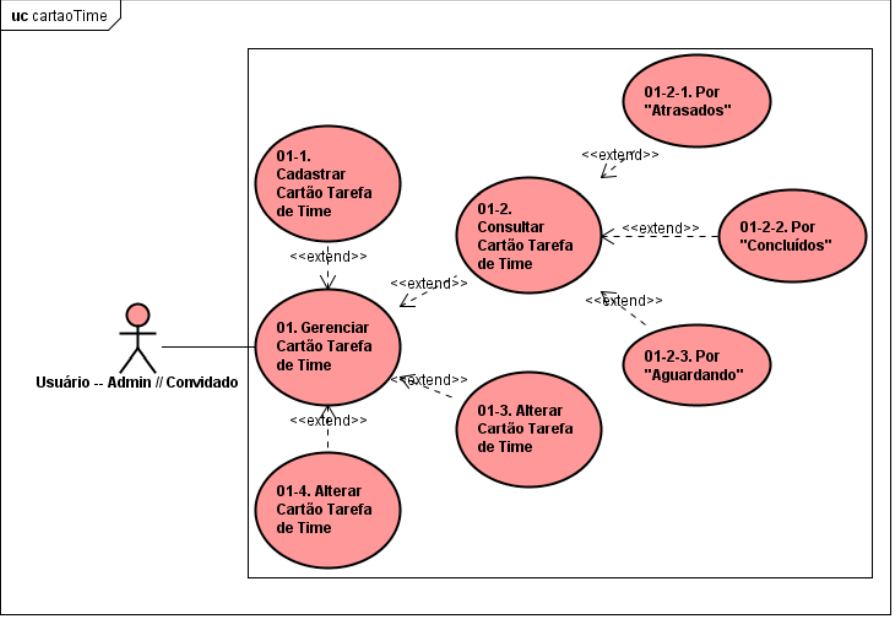 uc cartaoTime
01-2-1. Por
"Atrasados"
<<extend>>
01-1.
Cadastrar
Cartão Tarefa
de Time
01-2.
Consultar
Cartão Tarefa
de Time
<<extend>>
01-2-2. Por
"Concluídos"
<<extend>>
<<extend>>
<<extend>>
01. Gerenciar
Cartão Tarefa
de Time
01-2-3. Por
"Aguardando"
Usuário -- Admin // Convidado
<<extend>>
<<extend>>
01-3. Alterar
Cartão Tarefa
de Time
01-4. Alterar
Cartão Tarefa
de Time